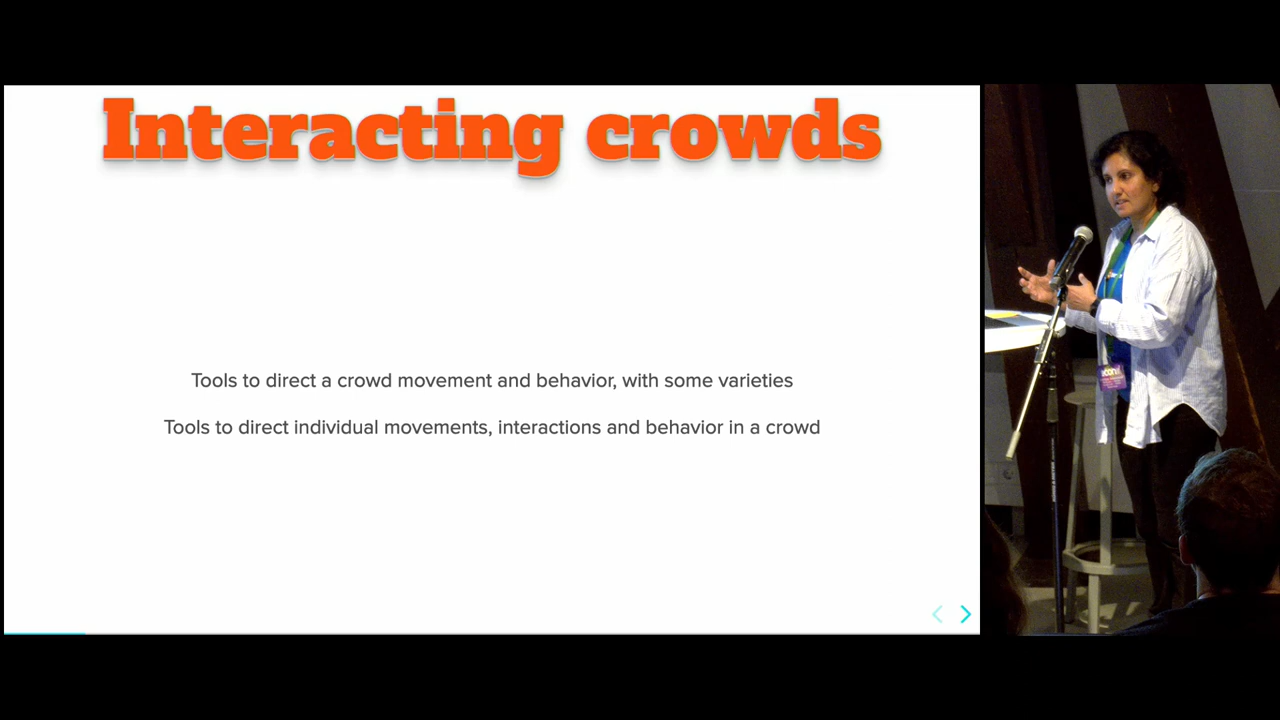 Interacting crowds
Tools to direct a crowd movement and behavior, with some varieties
Tools to direct individual movements, interactions and behavior in a crowd